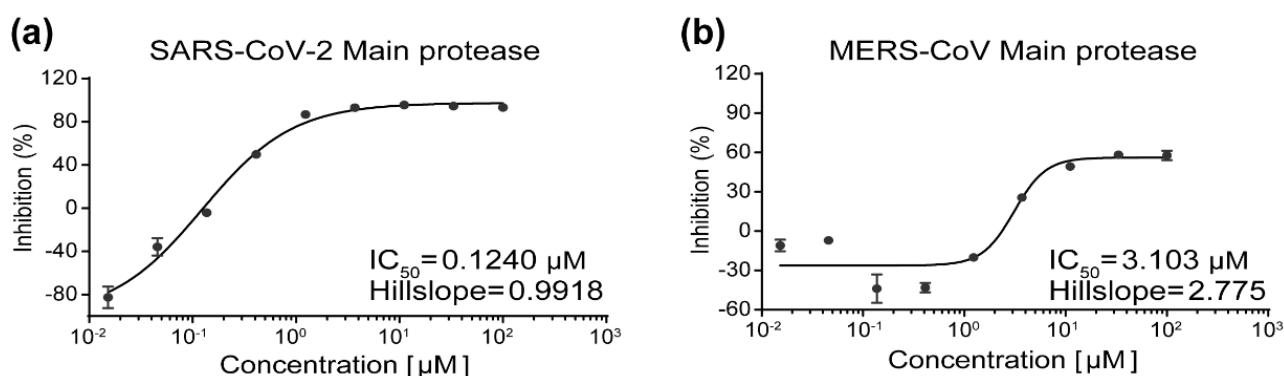 (a)
SARS-CoV-2 Main protease
Inhibition (%)
120
80
40
0
-40
-80
IC₅₀=0.1240 µM
Hillslope=0.9918
10⁻² 10⁻¹ 10⁰ 10¹ 10² 10³
Concentration [µM]
(b)
MERS-CoV Main protease
Inhibition (%)
120
90
60
30
0
-30
-60
IC₅₀=3.103 µM
Hillslope=2.775
10⁻² 10⁻¹ 10⁰ 10¹ 10² 10³
Concentration [µM]